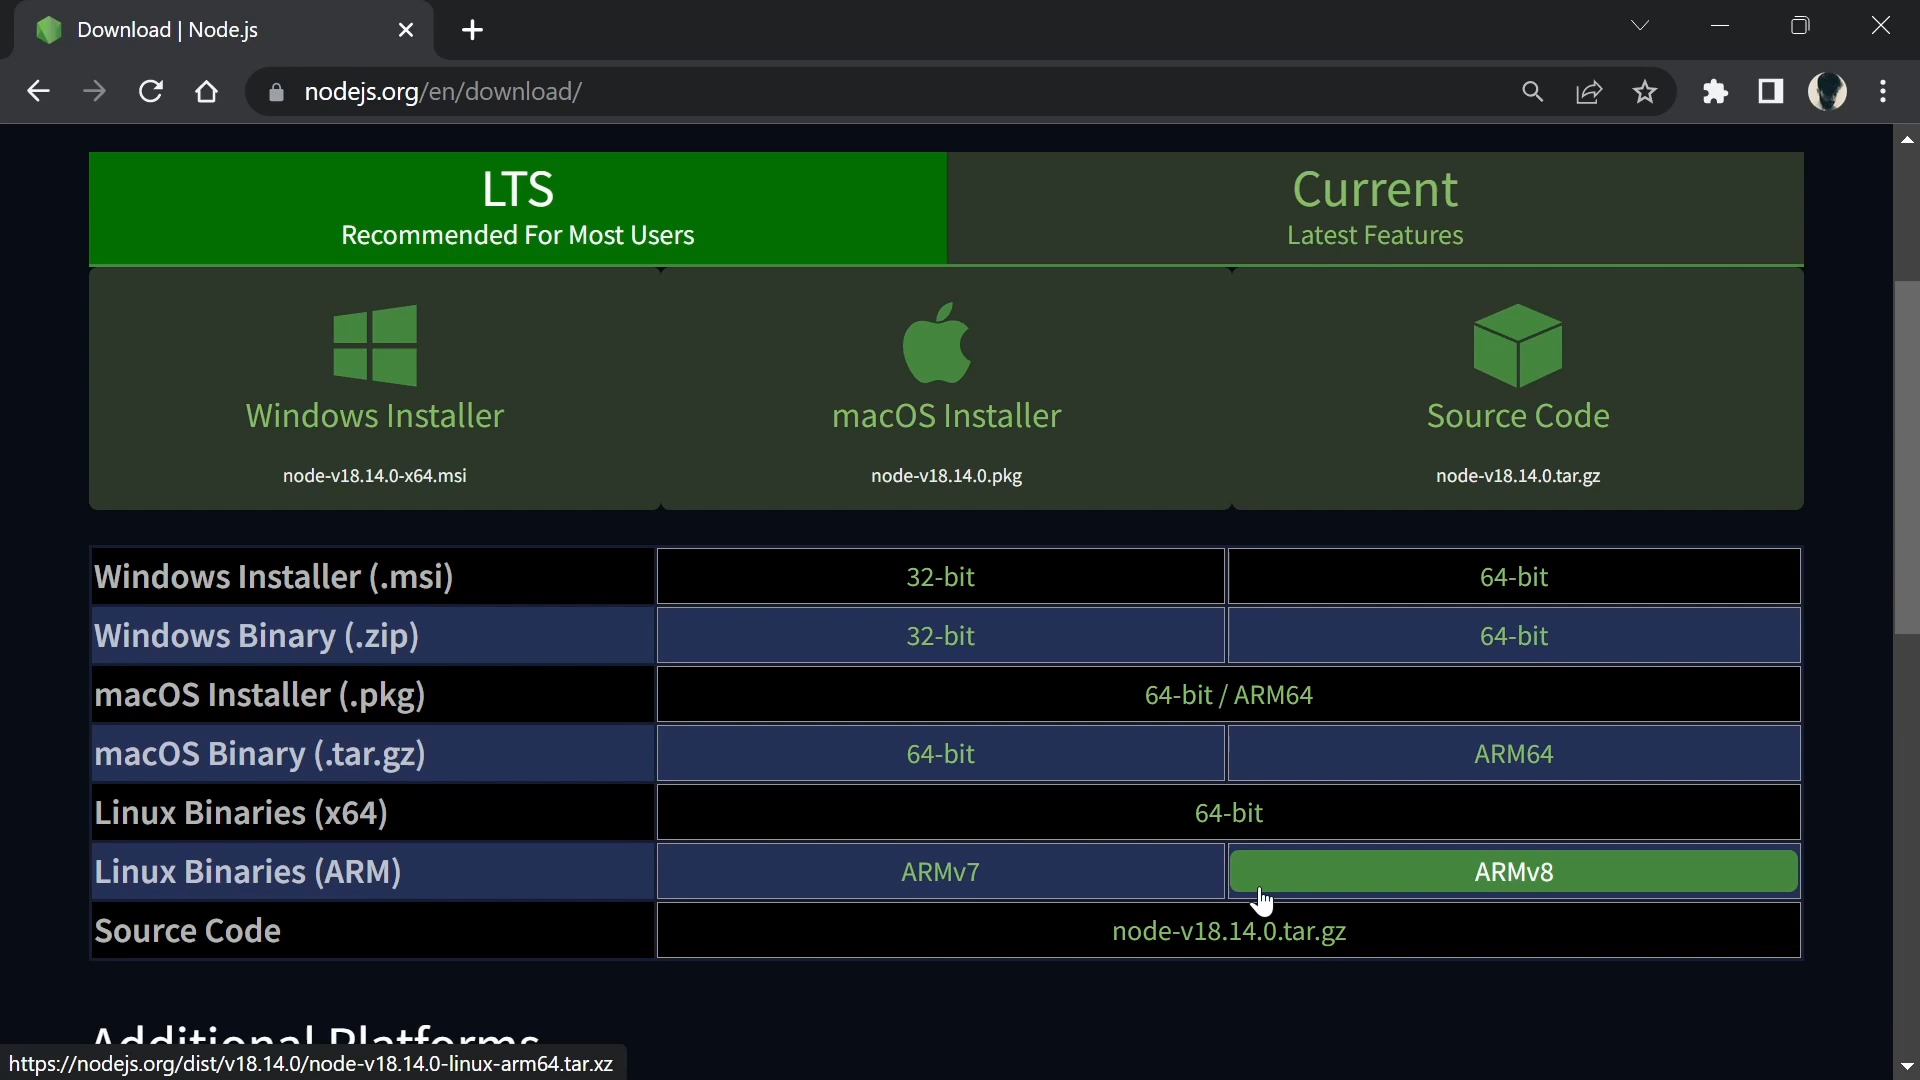 Download | Node.js
nodejs.org/en/download/
LTS
Recommended For Most Users
Current
Latest Features
Windows Installer
node-v18.14.0-x64.msi
macOS Installer
node-v18.14.0.pkg
Source Code
node-v18.14.0.tar.gz
Windows Installer (.msi) 32-bit 64-bit
Windows Binary (.zip) 32-bit 64-bit
macOS Installer (.pkg) 64-bit / ARM64
macOS Binary (.tar.gz) 64-bit ARM64
Linux Binaries (x64) 64-bit
Linux Binaries (ARM) ARMv7 ARMv8
Source Code node-v18.14.0.tar.gz
Additional Platforms
https://nodejs.org/dist/v18.14.0/node-v18.14.0-linux-arm64.tar.xz